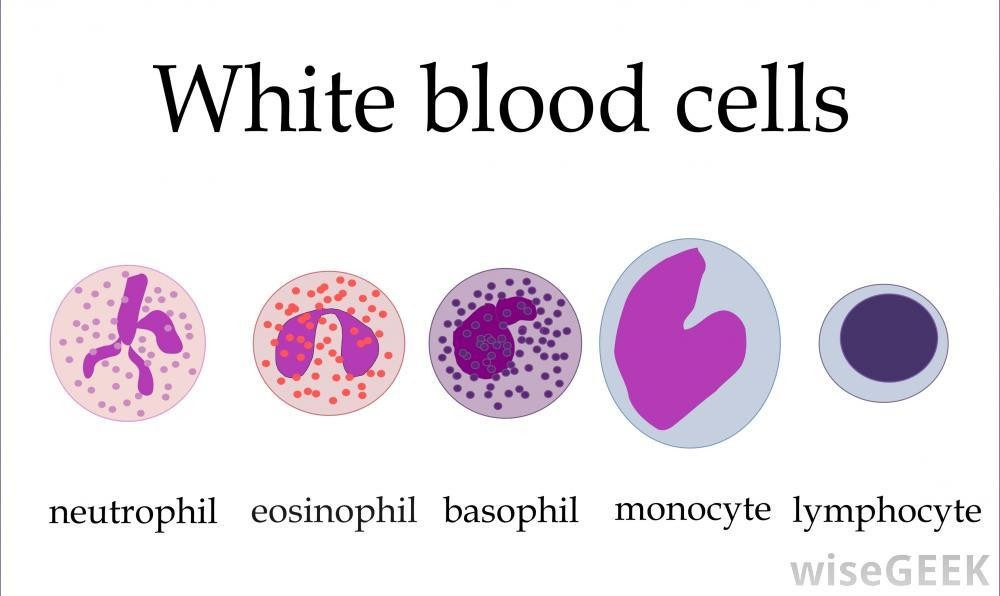 White blood cells
neutrophil eosinophil basophil monocyte lymphocyte
wiseGEEK